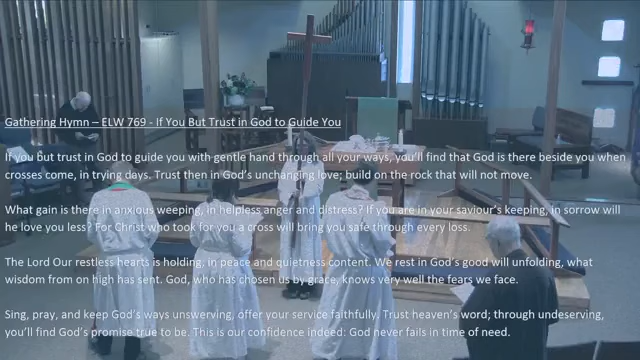 Gathering Hymn – ELW 769 - If You But Trust in God to Guide You
If you but trust in God to guide you with gentle hand through all your ways, you'll find that God is there beside you when
crosses come, in trying days. Trust then in God's unchanging love; build on the rock that will not move.
What gain is there in anxious weeping, in helpless anger and distress? If you are in your saviour's keeping, in sorrow will
he love you less? For Christ who took for you a cross will bring you safe through every loss.
The Lord Our restless hearts is holding, in peace and quietness content. We rest in God's good will unfolding, what
wisdom from on high has sent. God, who has chosen us by grace, knows very well the fears we face.
Sing, pray, and keep God's ways unswerving, offer your service faithfully. Trust heaven's word; through undeserving,
you'll find God's promise true to be. This is our confidence indeed: God never fails in time of need.